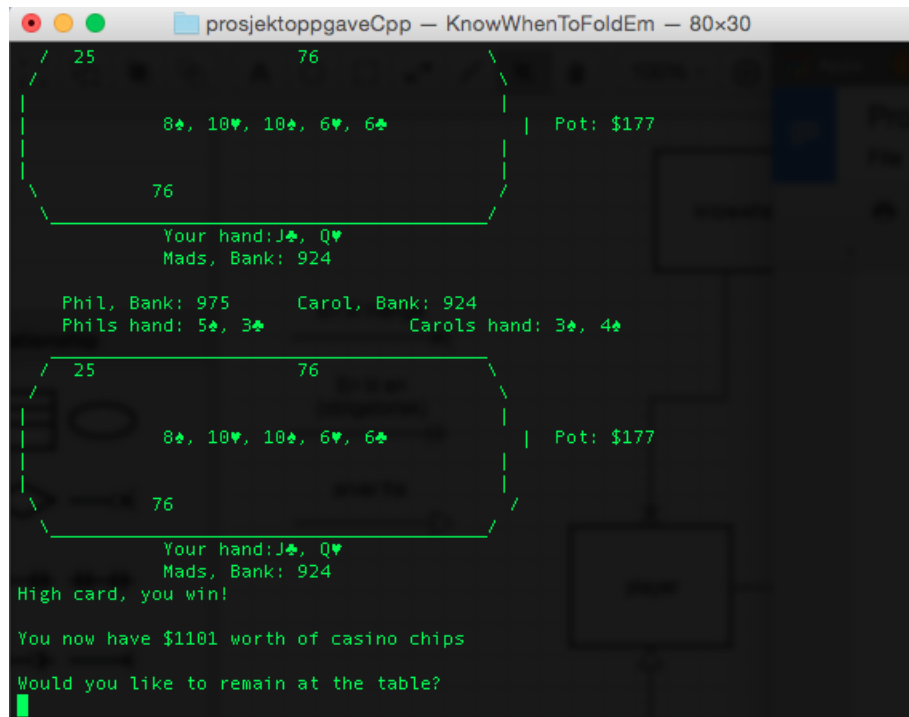 prosjektoppgaveCpp — KnowWhenToFoldEm — 80×30
25 76
8♠, 10♥, 10♠, 6♥, 6♣ | Pot: $177
76
Your hand:J♣, Q♥
Mads, Bank: 924
Phil, Bank: 975 Carol, Bank: 924
Phils hand: 5♠, 3♣ Carols hand: 3♠, 4♠
25 76
8♠, 10♥, 10♠, 6♥, 6♣ | Pot: $177
76
Your hand:J♣, Q♥
Mads, Bank: 924
High card, you win!
You now have $1101 worth of casino chips
Would you like to remain at the table?